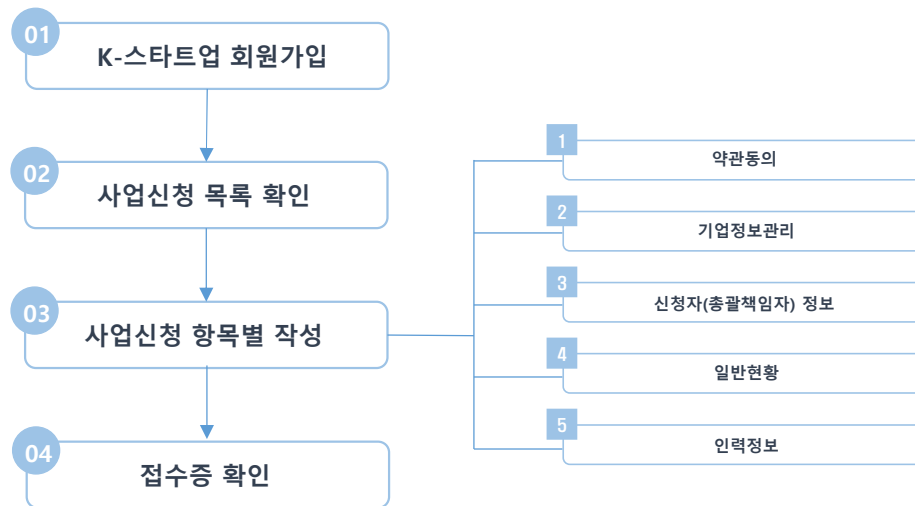 01
K-스타트업 회원가입
02
사업신청 목록 확인
03
사업신청 항목별 작성
04
접수증 확인
1
약관동의
2
기업정보관리
3
신청자(총괄책임자) 정보
4
일반현황
5
인력정보